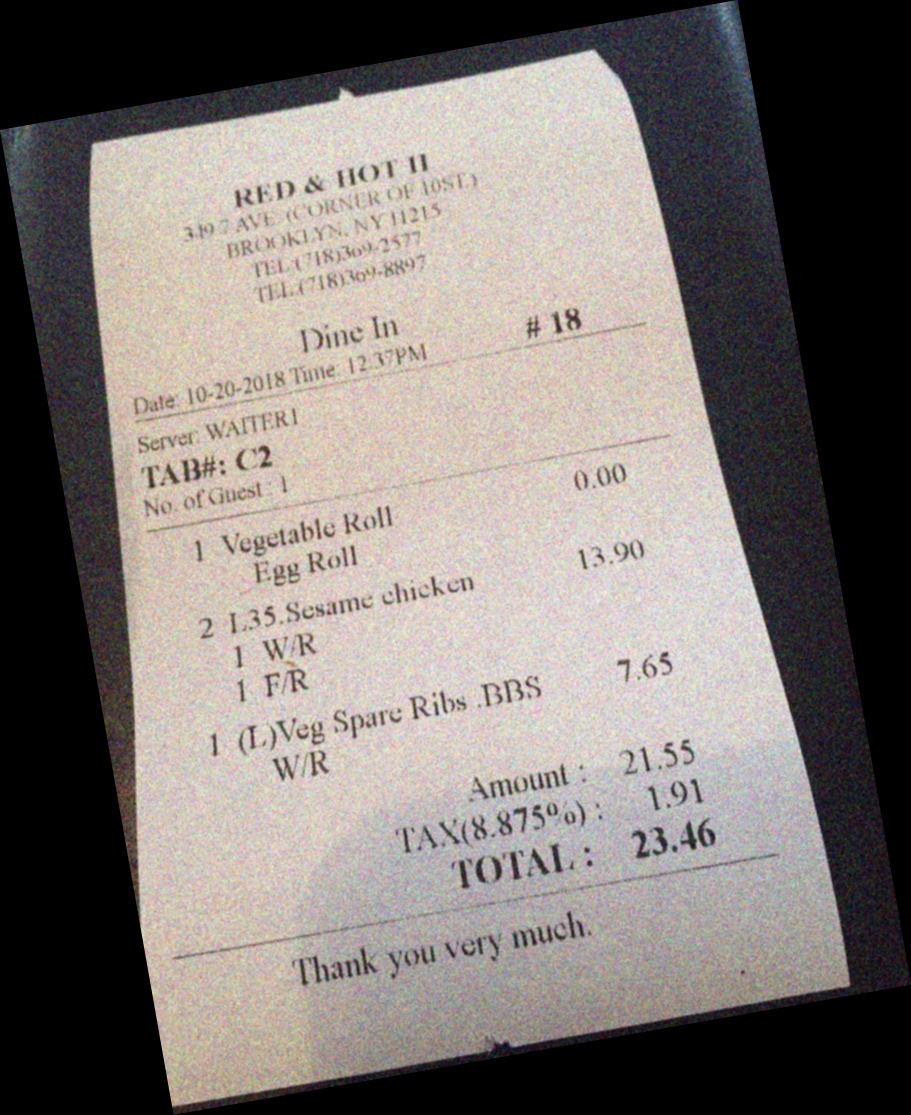 RED & HOT II
349 7 AVE. (CORNER OF 10ST.)
BROOKLYN, NY 11215
TEL:(718)369-2577
TEL:(718)369-8897
Dine In # 18
Date: 10-20-2018 Time: 12:37PM
Server: WAITER1
TAB#: C2
No. of Guest : 1
1 Vegetable Roll 0.00
Egg Roll
2 L35.Sesame chicken 13.90
1 W/R
1 F/R
1 (L)Veg Spare Ribs .BBS 7.65
W/R
Amount : 21.55
TAX(8.875%) : 1.91
TOTAL : 23.46
Thank you very much.